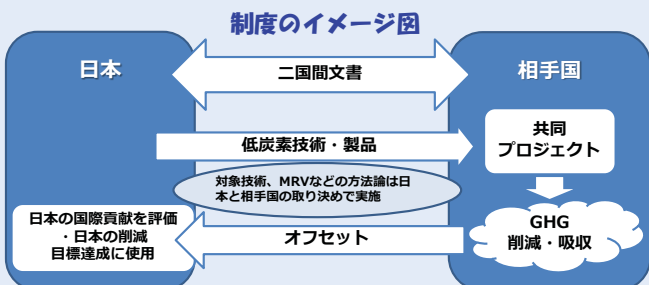 制度のイメージ図
日本
二国間文書
相手国
低炭素技術・製品
共同
プロジェクト
対象技術、MRVなどの方法論は日
本と相手国の取り決めで実施
日本の国際貢献を評価
・日本の削減
目標達成に使用
オフセット
GHG
削減・吸収